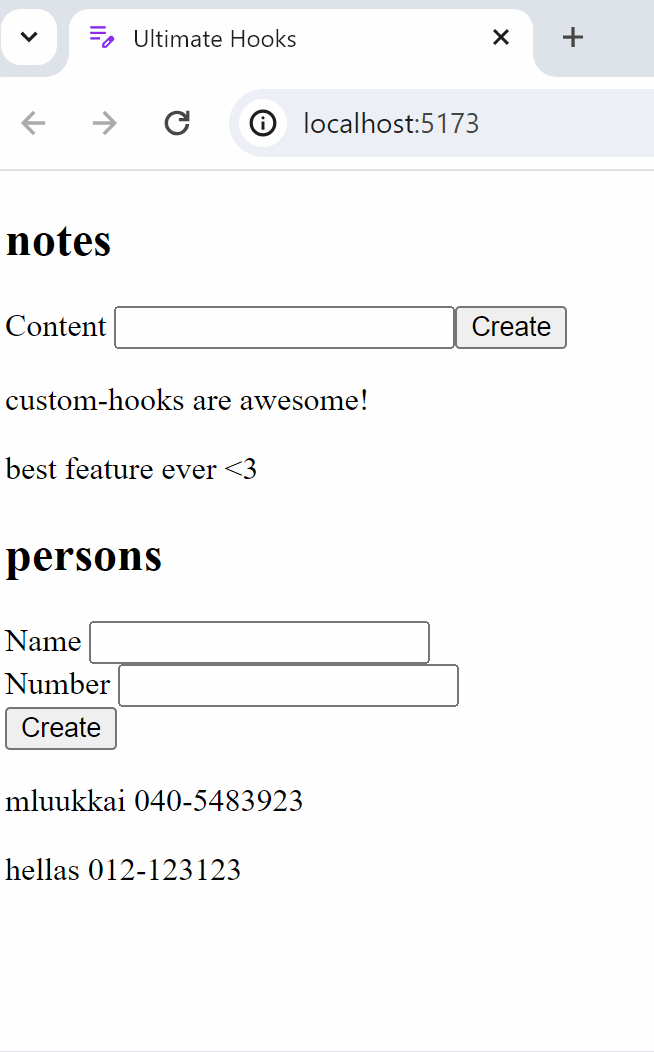 Ultimate Hooks
localhost:5173
notes
Content Create
custom-hooks are awesome!
best feature ever <3
persons
Name
Number
Create
mluukkai 040-5483923
hellas 012-123123